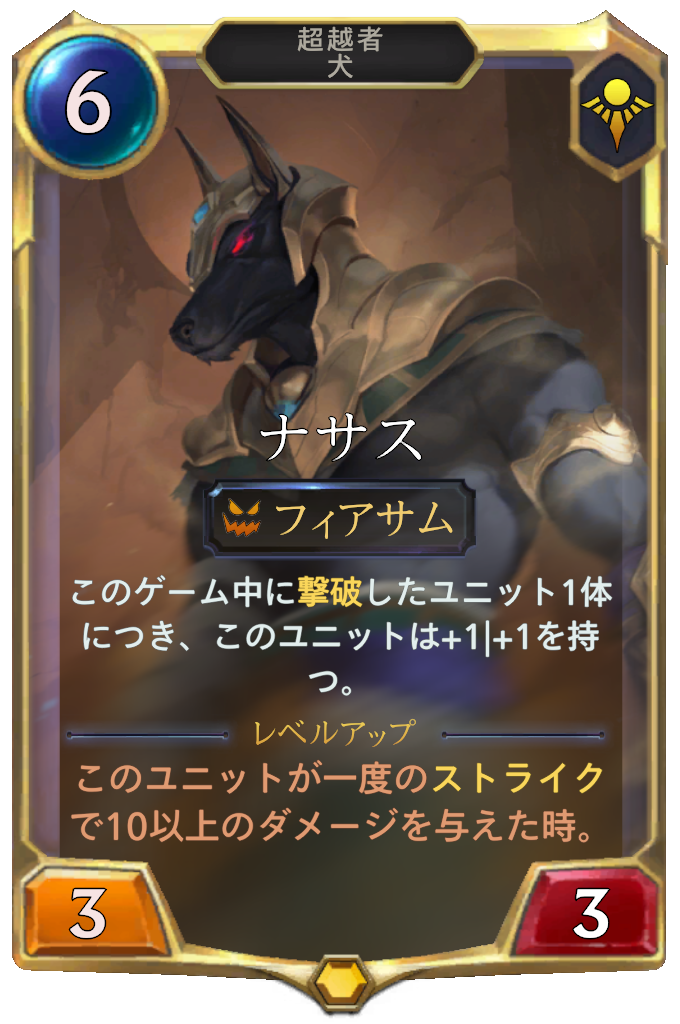 超越者
犬
6
ナサス
フィアサム
このゲーム中に撃破したユニット1体
につき、このユニットは+1|+1を持
つ。
レベルアップ
このユニットが一度のストライク
で10以上のダメージを与えた時。
3
3